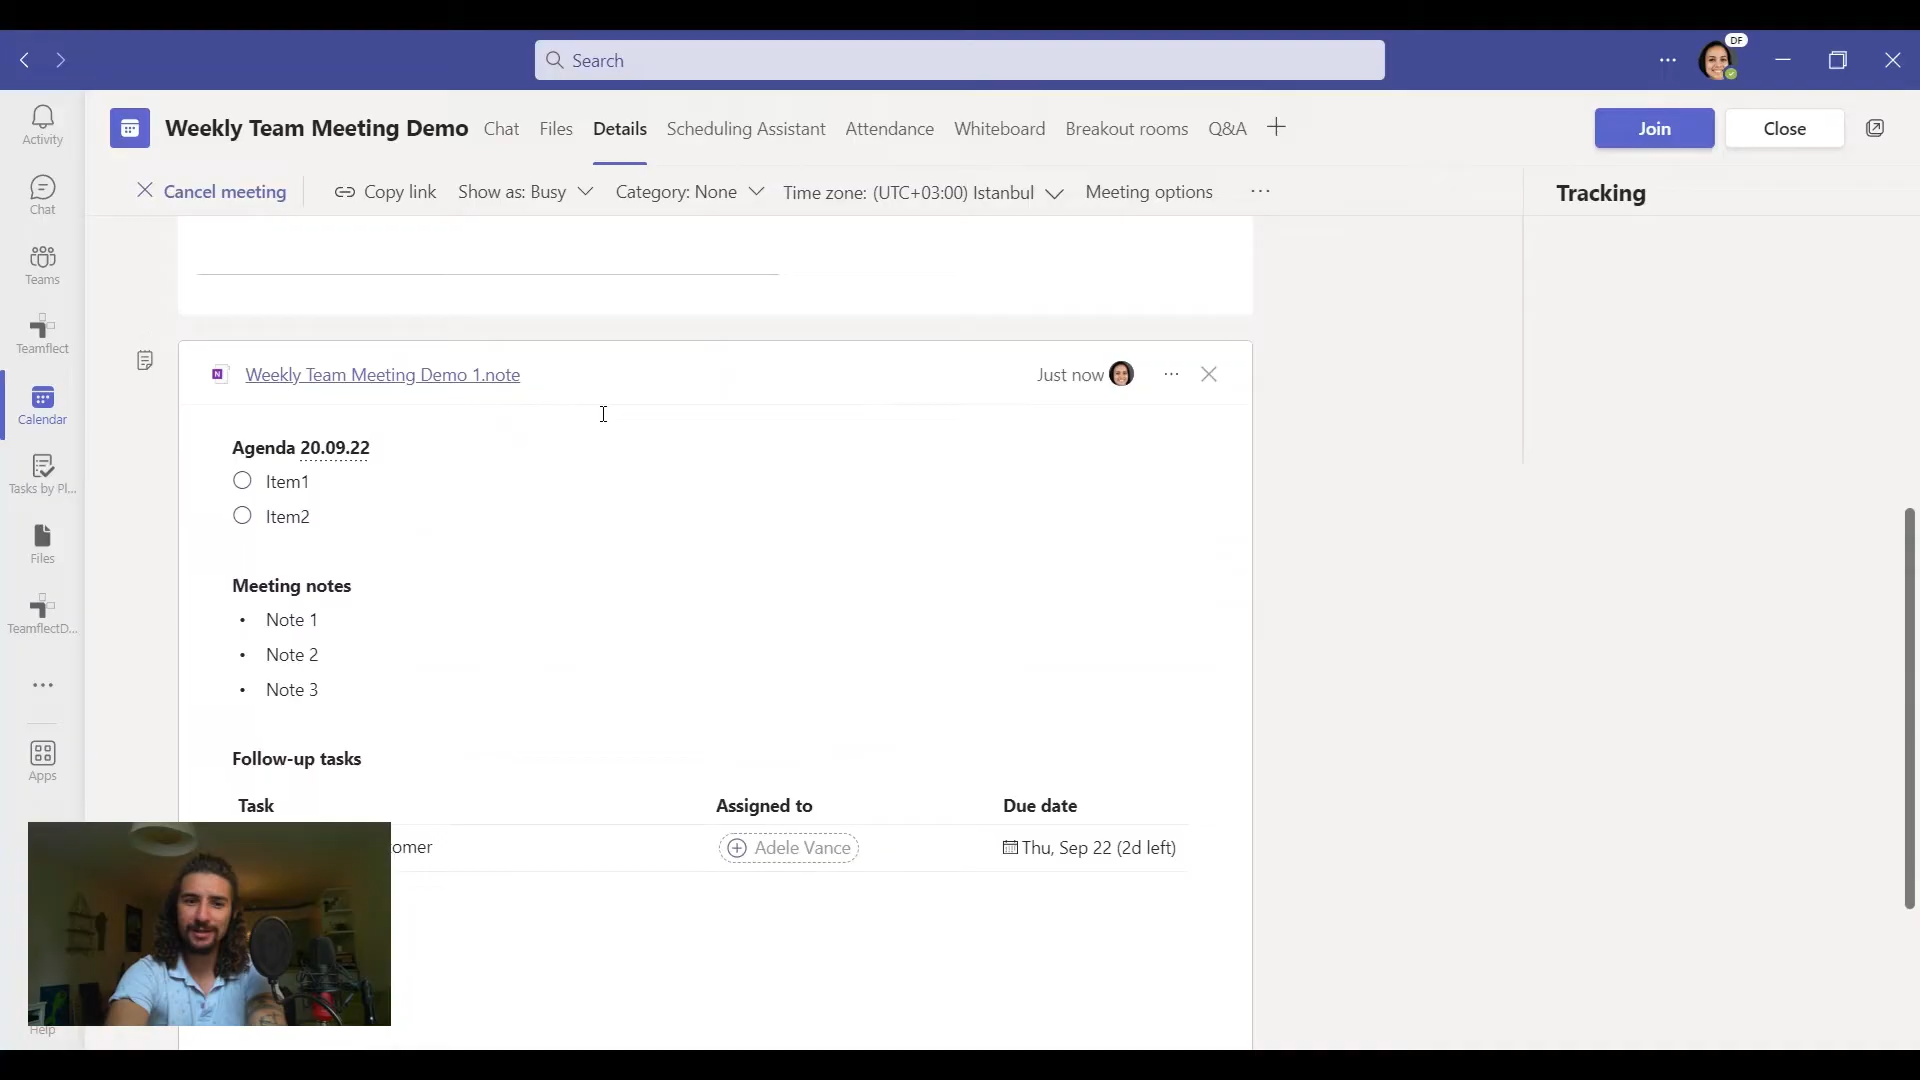 Search
DF
Activity
Chat
Teams
Teamflect
Calendar
Tasks by Pl...
Files
TeamflectD...
Apps
Help
Weekly Team Meeting Demo
Chat
Files
Details
Scheduling Assistant
Attendance
Whiteboard
Breakout rooms
Q&A
Join
Close
Cancel meeting
Copy link
Show as: Busy
Category: None
Time zone: (UTC+03:00) Istanbul
Meeting options
Tracking
Weekly Team Meeting Demo 1.note
Just now
Agenda 20.09.22
Item1
Item2
Meeting notes
• Note 1
• Note 2
• Note 3
Follow-up tasks
Task Assigned to Due date
omer Adele Vance Thu, Sep 22 (2d left)